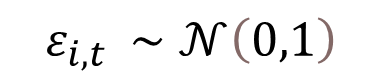 ε_{i,t} ~ 𝒩(0,1)